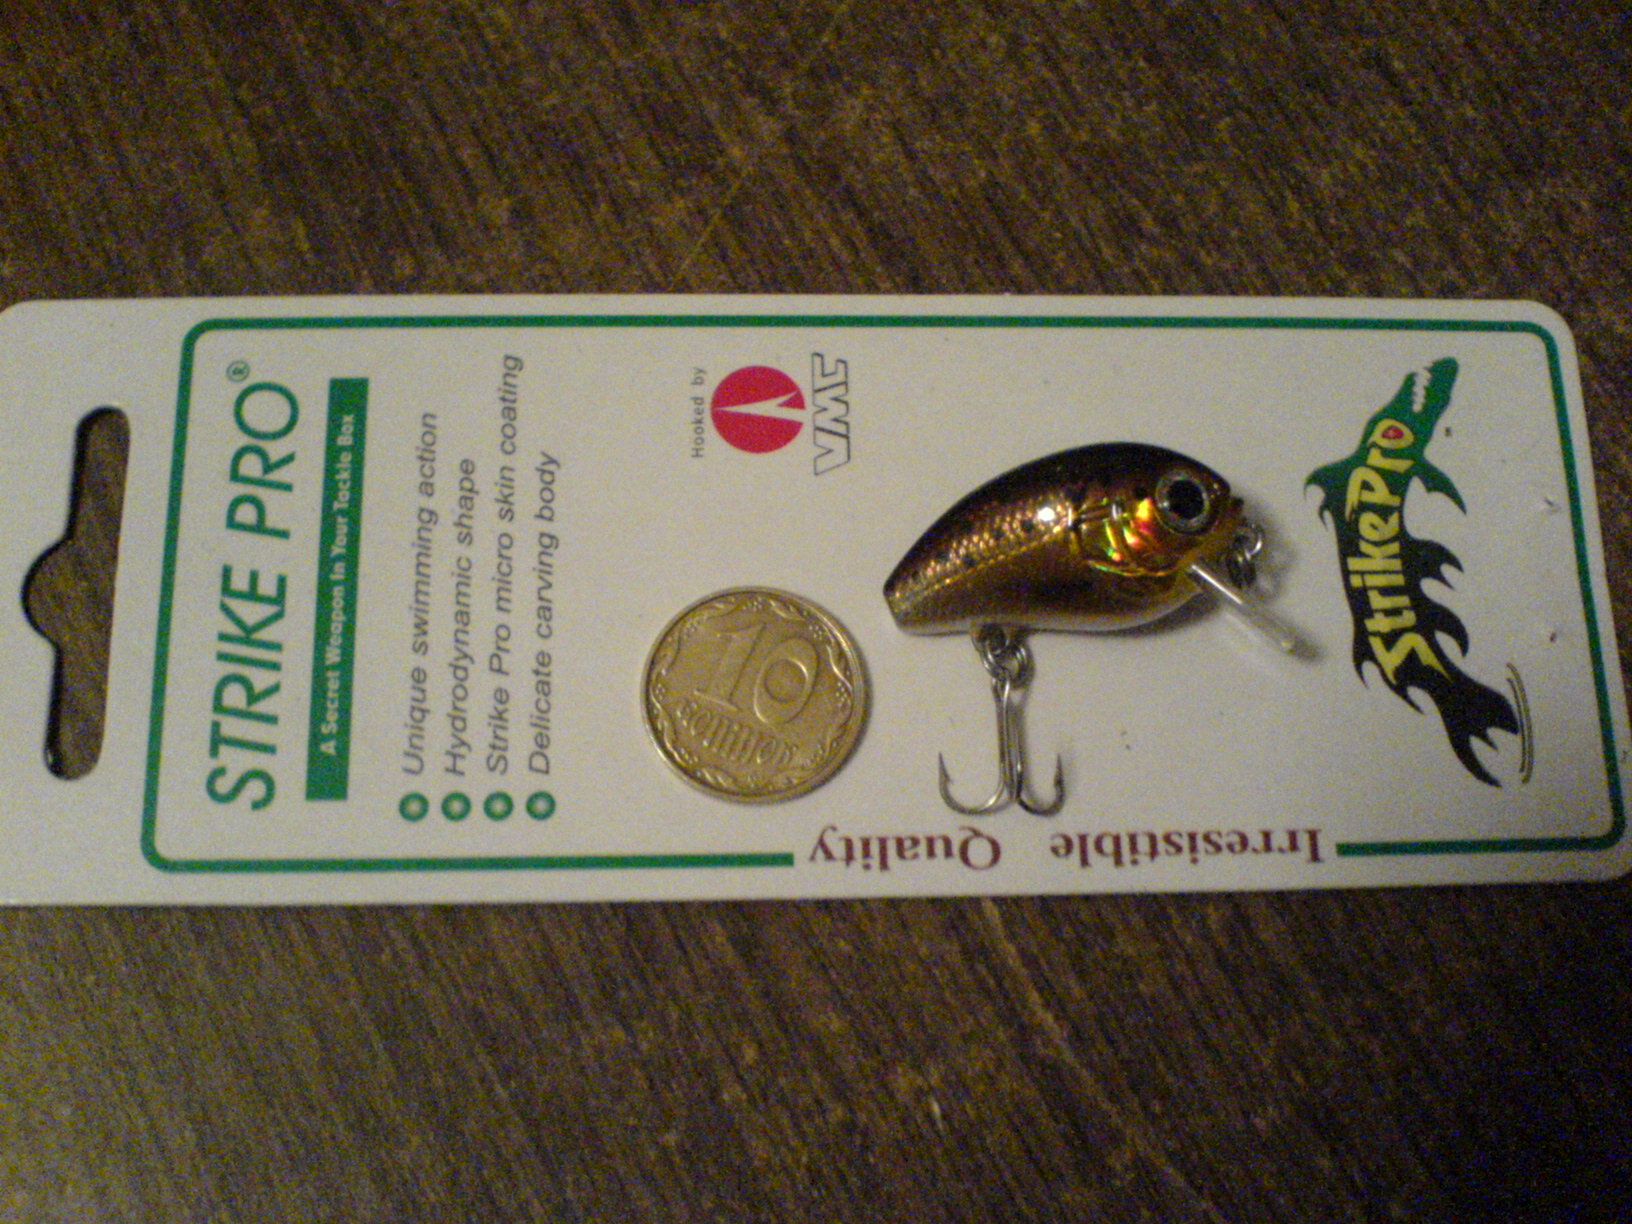 STRIKE PRO®
A Secret Weapon In Your Tackle Box
Unique swimming action
Hydrodynamic shape
Strike Pro micro skin coating
Delicate carving body
Hooked by
VMC
10
КОПІЙОК
StrikePro
Irresistible Quality